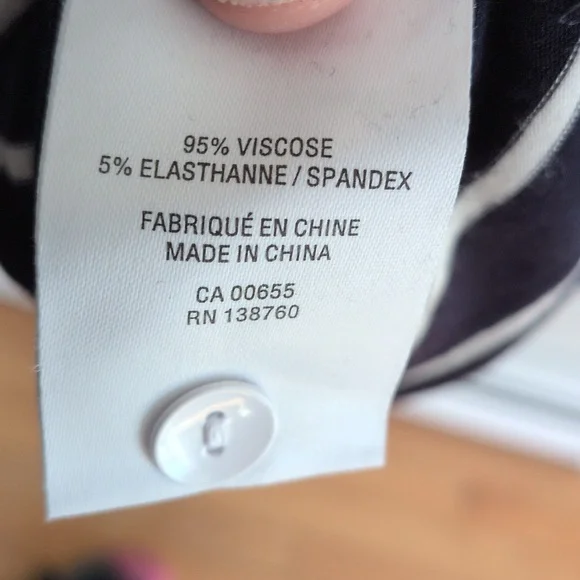 95% VISCOSE
5% ELASTHANNE / SPANDEX
FABRIQUÉ EN CHINE
MADE IN CHINA
CA 00655
RN 138760